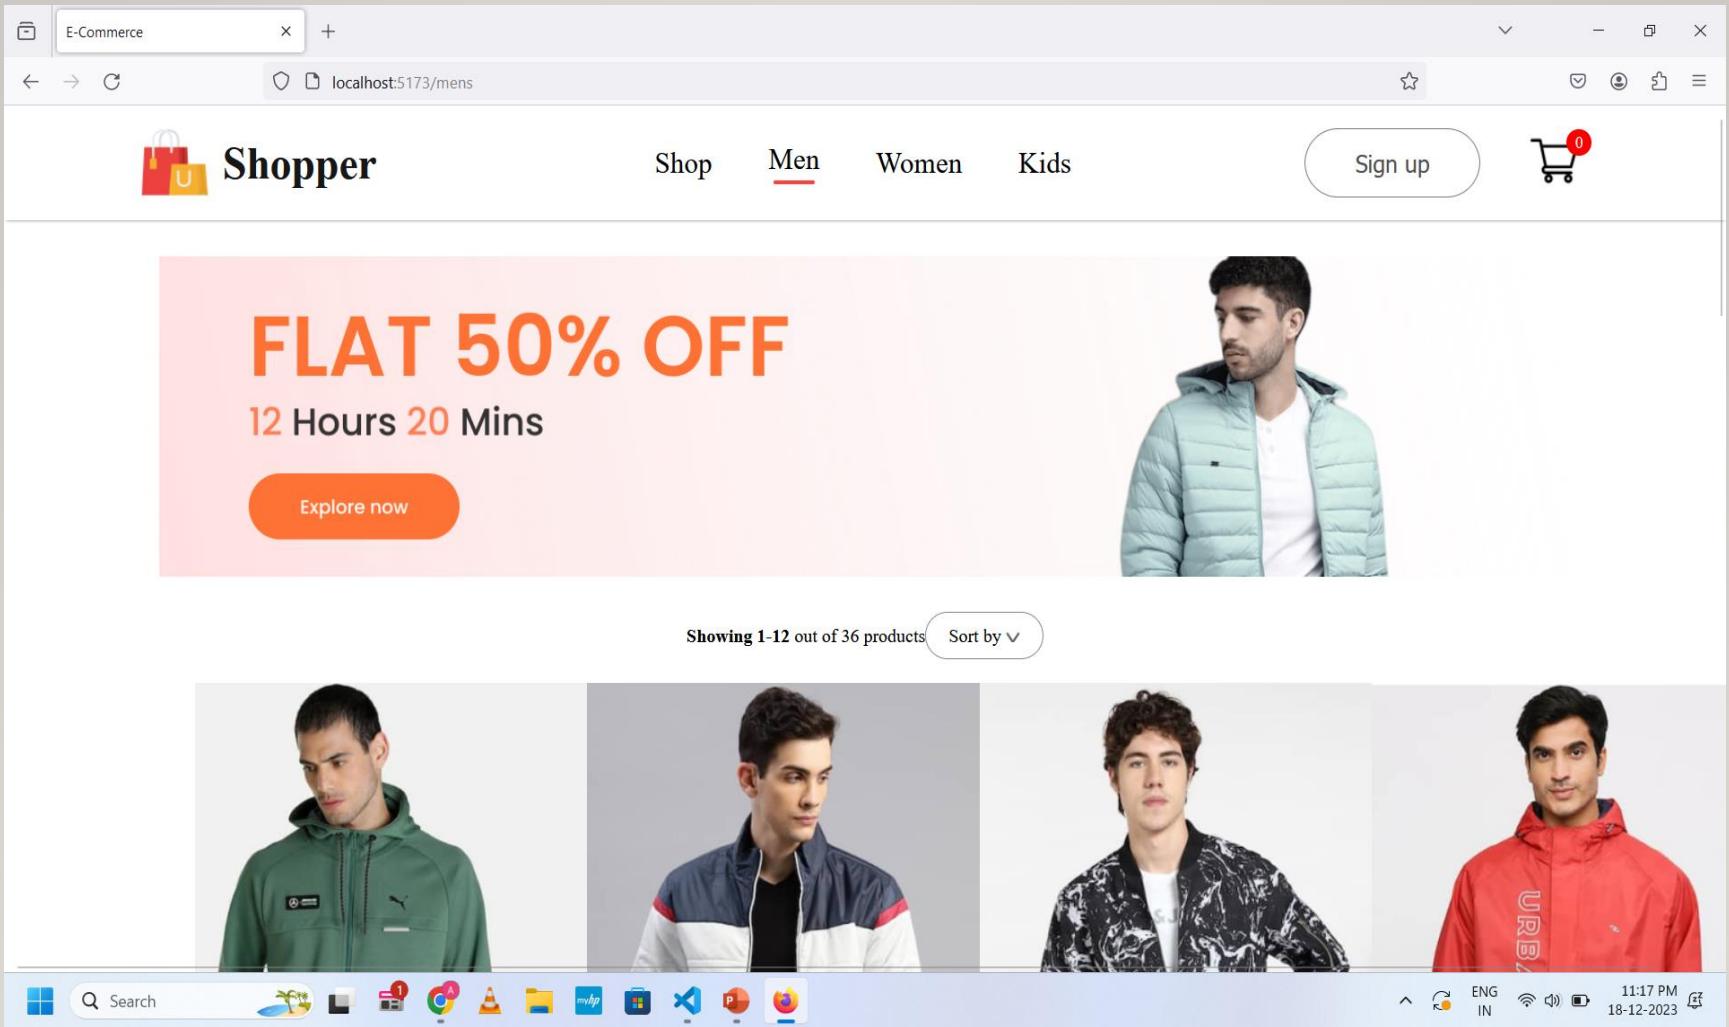 E-Commerce
localhost:5173/mens
U
Shopper
Shop
Men
Women
Kids
Sign up
0
FLAT 50% OFF
12 Hours 20 Mins
Explore now
Showing 1-12 out of 36 products
Sort by
URBA
Search
1
A
myhp
P
ENG
IN
11:17 PM
18-12-2023